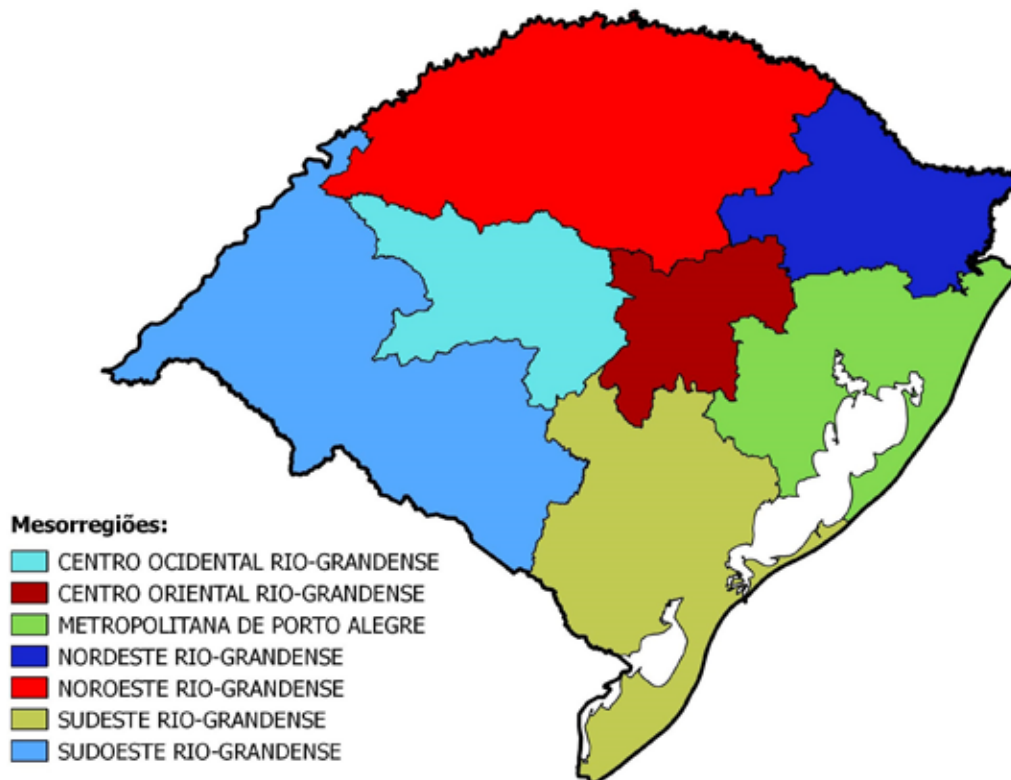 Mesorregiões:
CENTRO OCIDENTAL RIO-GRANDENSE
CENTRO ORIENTAL RIO-GRANDENSE
METROPOLITANA DE PORTO ALEGRE
NORDESTE RIO-GRANDENSE
NOROESTE RIO-GRANDENSE
SUDESTE RIO-GRANDENSE
SUDOESTE RIO-GRANDENSE